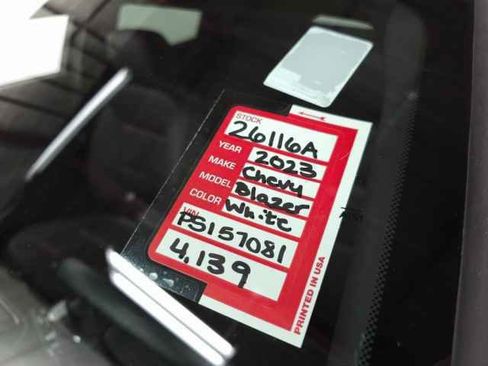 STOCK 26116A
YEAR 2023
MAKE Chevy
MODEL Blazer
COLOR White
VIN PS157081
4,139
PRINTED IN USA